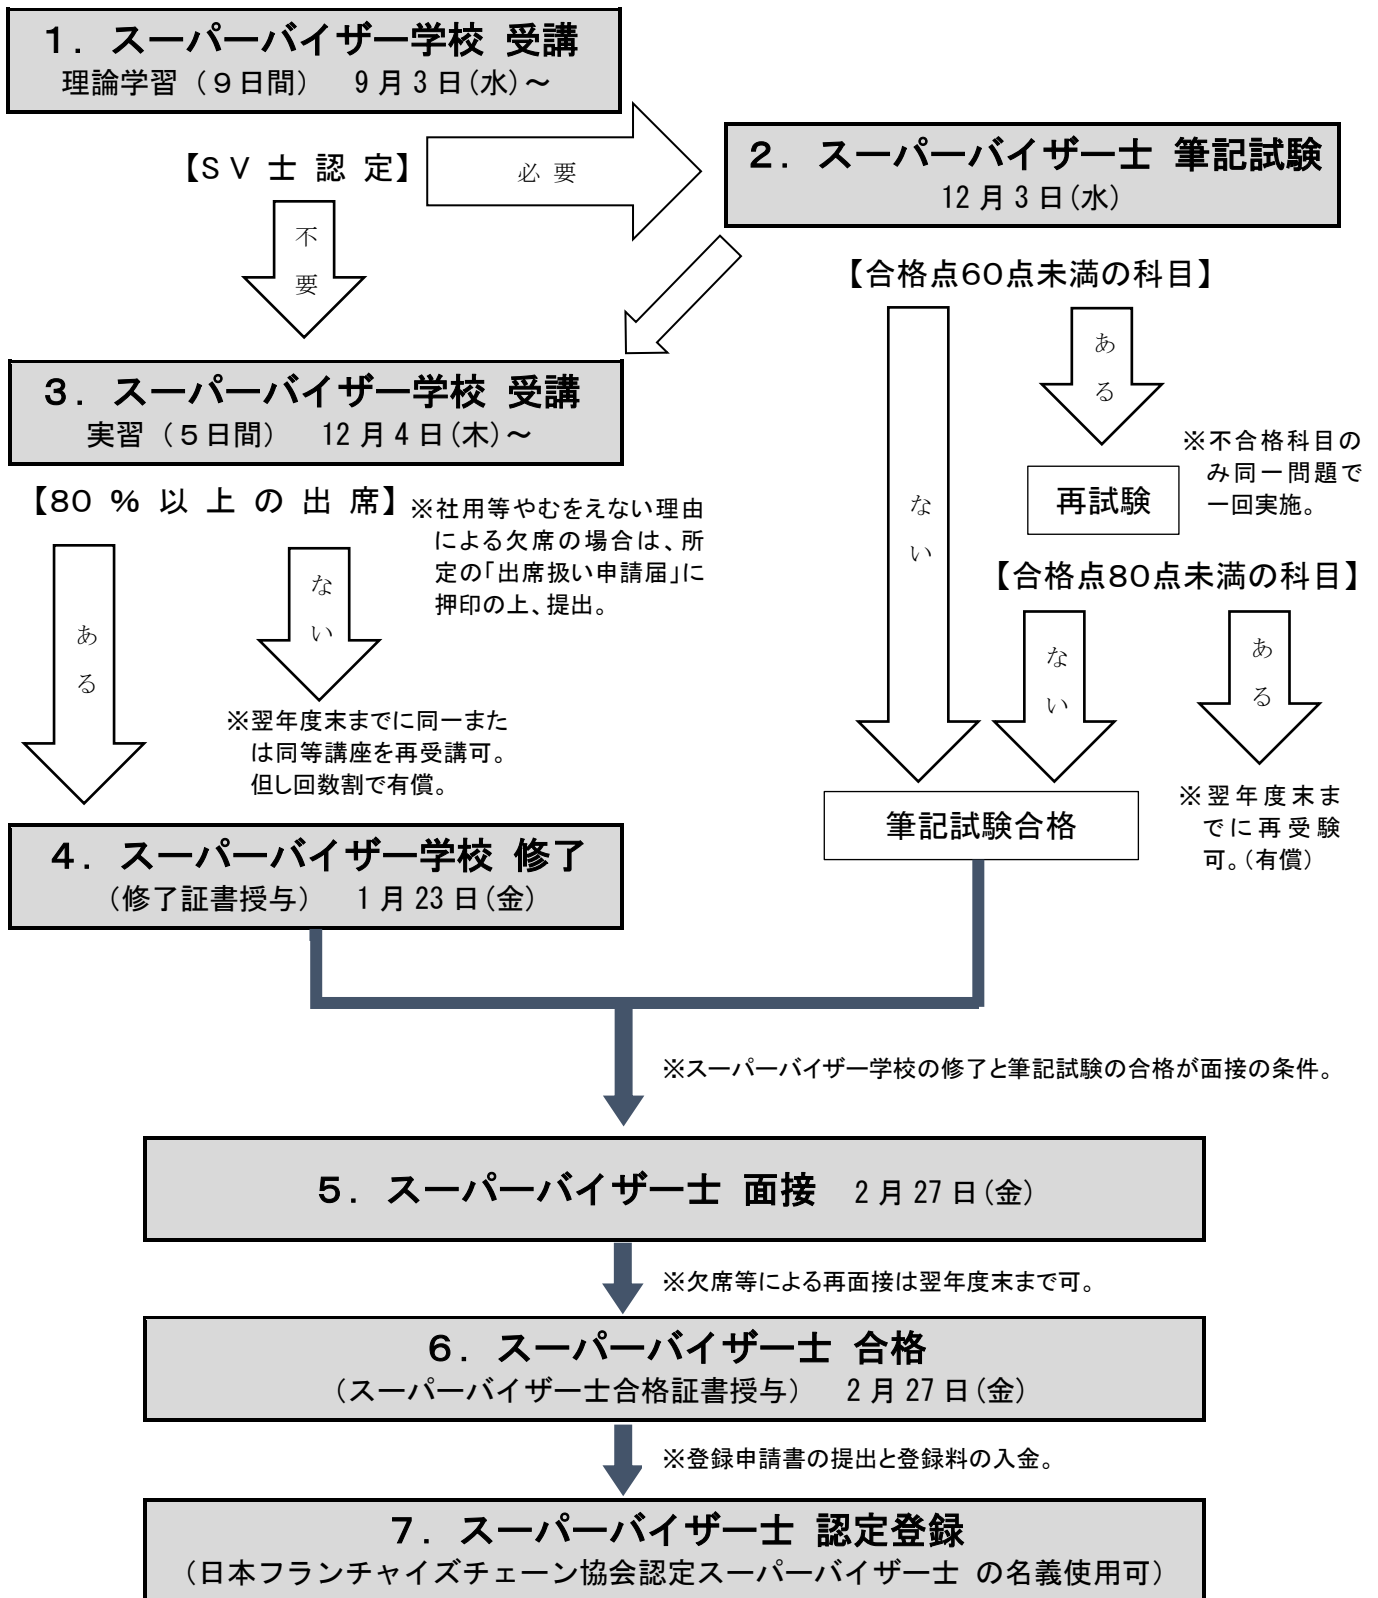 １．スーパーバイザー学校 受講
理論学習（９日間）　9月3日(水)～
【ＳＶ士認定】
必要
不要
２．スーパーバイザー士 筆記試験
12月3日(水)
【合格点60点未満の科目】
ない
ある
再試験
※不合格科目の
み同一問題で
一回実施。
【合格点80点未満の科目】
ない
ある
※翌年度末ま
でに再受験
可。（有償）
筆記試験合格
３．スーパーバイザー学校 受講
実習（５日間）　12月4日(木)～
【80％以上の出席】
※社用等やむをえない理由
による欠席の場合は、所
定の「出席扱い申請届」に
押印の上、提出。
ある
ない
※翌年度末までに同一また
は同等講座を再受講可。
但し回数割で有償。
４．スーパーバイザー学校 修了
（修了証書授与）　1月23日(金)
※スーパーバイザー学校の修了と筆記試験の合格が面接の条件。
５．スーパーバイザー士 面接　2月27日(金)
※欠席等による再面接は翌年度末まで可。
６．スーパーバイザー士 合格
（スーパーバイザー士合格証書授与）　2月27日(金)
※登録申請書の提出と登録料の入金。
７．スーパーバイザー士 認定登録
（日本フランチャイズチェーン協会認定スーパーバイザー士 の名義使用可）